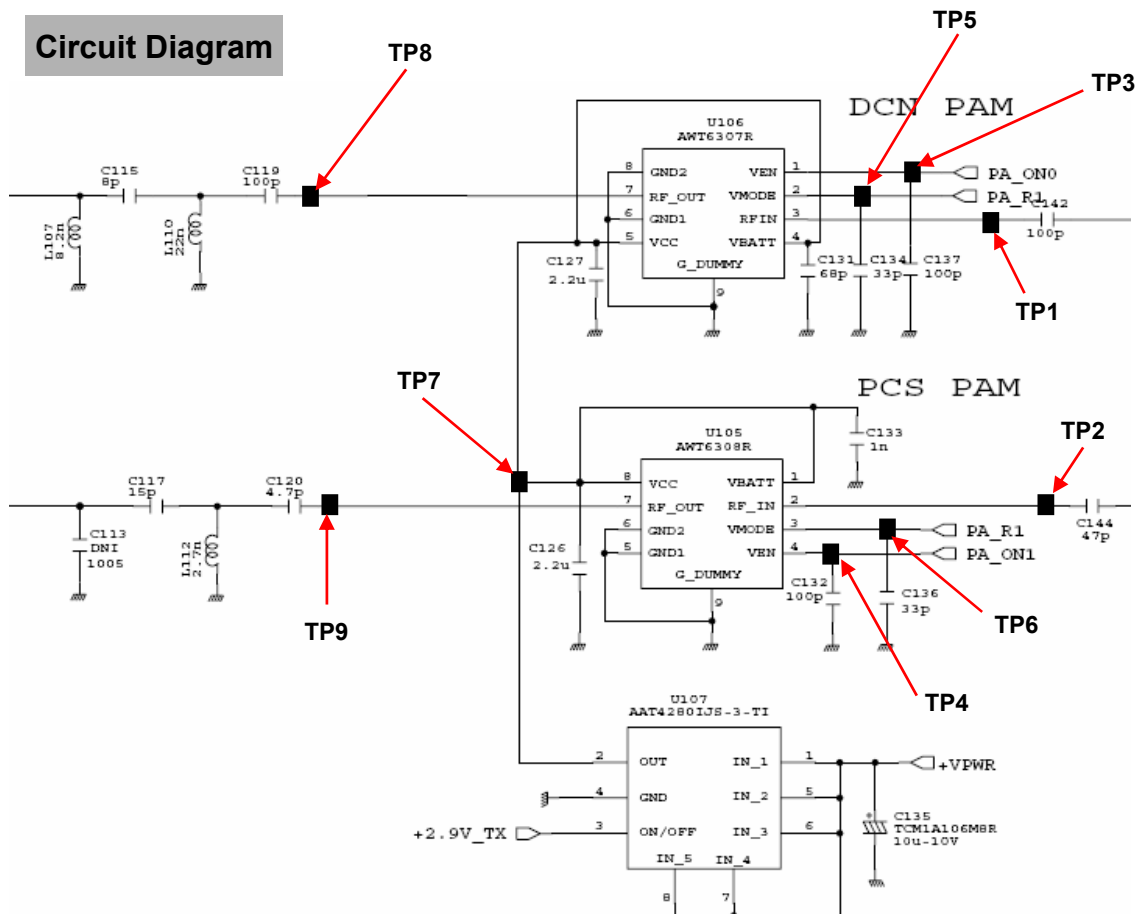 Circuit Diagram
TP8
TP5
TP3
DCN PAM
U106
AWT6307R
C115
8p
C119
100p
L107
8.2n
L110
22n
8
GND2
7
RF_OUT
6
GND1
5
VCC
VEN
1
VMODE
2
RFIN
3
VBATT
4
G_DUMMY
9
PA_ON0
PA_R1
C142
100p
C127
2.2u
C131
68p
C134
33p
C137
100p
TP1
TP7
PCS PAM
U105
AWT6308R
C133
1n
TP2
C117
15p
C120
4.7p
C113
DNI
1005
L112
2.7n
8
VCC
7
RF_OUT
6
GND2
5
GND1
VBATT
1
RF_IN
2
VMODE
3
VEN
4
G_DUMMY
9
PA_R1
PA_ON1
C144
47p
C126
2.2u
C132
100p
C136
33p
TP9
TP6
TP4
U107
AAT4280IJS-3-TI
2
OUT
4
GND
3
ON/OFF
IN_1
1
IN_2
5
IN_3
6
IN_5
IN_4
8
7
+2.9V_TX
+VPWR
C135
TCM1A106M8R
10u-10V